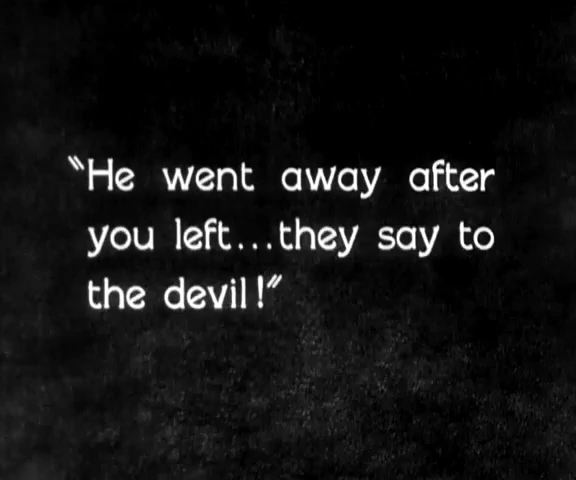 “He went away after
you left...they say to
the devil!”